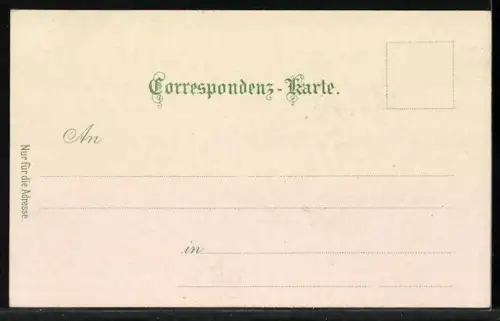 Correspondenz-Karte.
An
in
Nur für die Adresse.